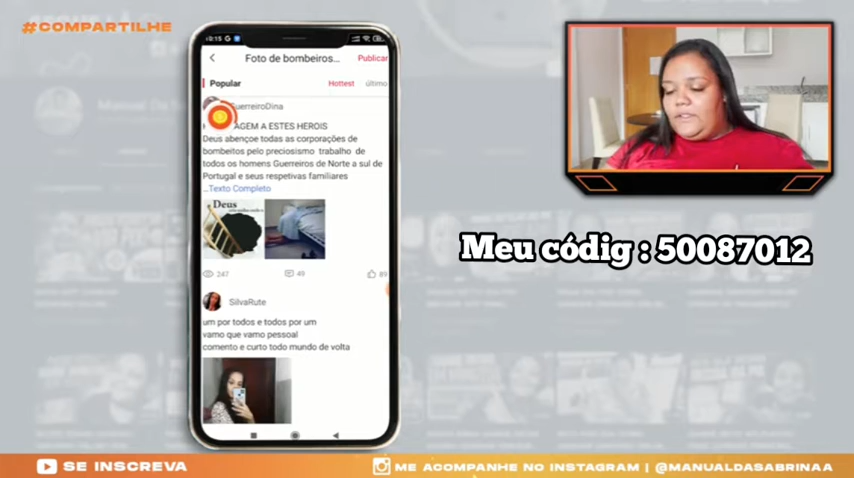 #COMPARTILHE
Foto de bombeiros... Publicar
Popular Hottest último
GuerreiroDina
AGEM A ESTES HEROIS
Deus abençoe todas as corporações de
bombeitos pelo preciosismo trabalho de
todos os homens Guerreiros de Norte a sul de
Portugal e seus respetivas familiares
...Texto Completo
Deus
247 49 89
SilvaRute
um por todos e todos por um
vamo que vamo pessoal
comento e curto todo mundo de volta
Meu códig : 50087012
SE INSCREVA
ME ACOMPANHE NO INSTAGRAM | @MANUALDASABRINAA